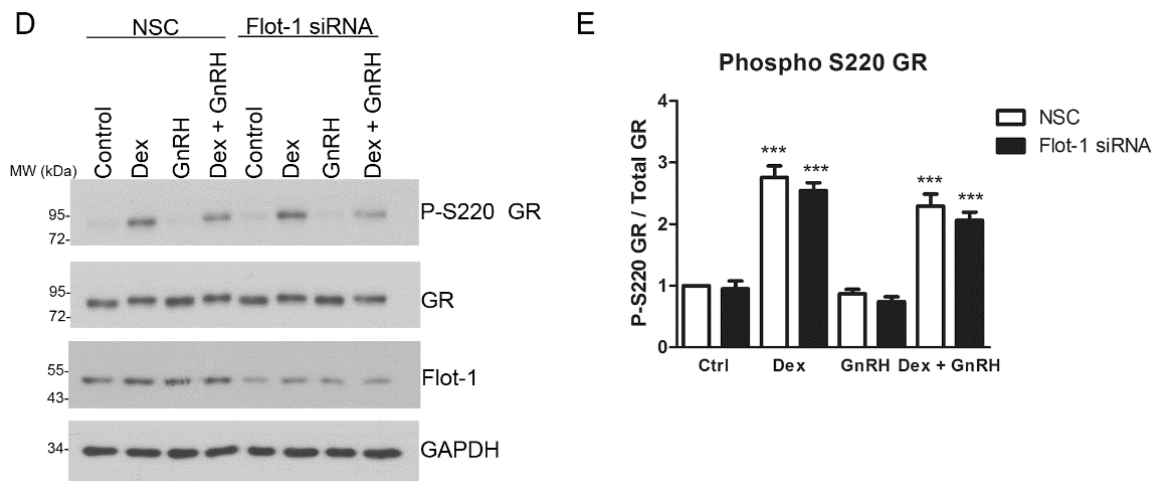 D
NSC Flot-1 siRNA
Control Dex GnRH Dex + GnRH Control Dex GnRH Dex + GnRH
MW (kDa)
95-
72-
P-S220 GR
95-
72-
GR
55-
43-
Flot-1
34-
GAPDH
E
Phospho S220 GR
P-S220 GR / Total GR
4
3
2
1
0
*** *** *** ***
Ctrl Dex GnRH Dex + GnRH
NSC
Flot-1 siRNA